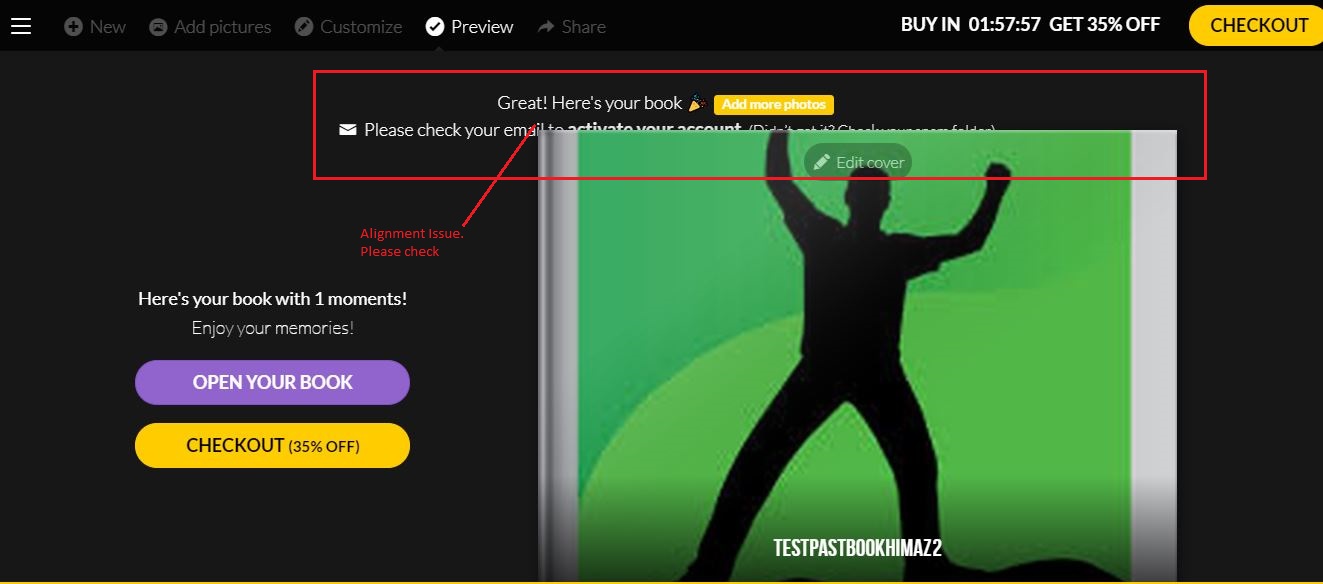 New Add pictures Customize Preview Share BUY IN 01:57:57 GET 35% OFF CHECKOUT
Great! Here's your book Add more photos
Please check your email to activate your account (Didn't get it? Check your spam folder)
Edit cover
Alignment Issue.
Please check
Here's your book with 1 moments!
Enjoy your memories!
OPEN YOUR BOOK
CHECKOUT (35% OFF)
TESTPASTBOOKHIMAZ2